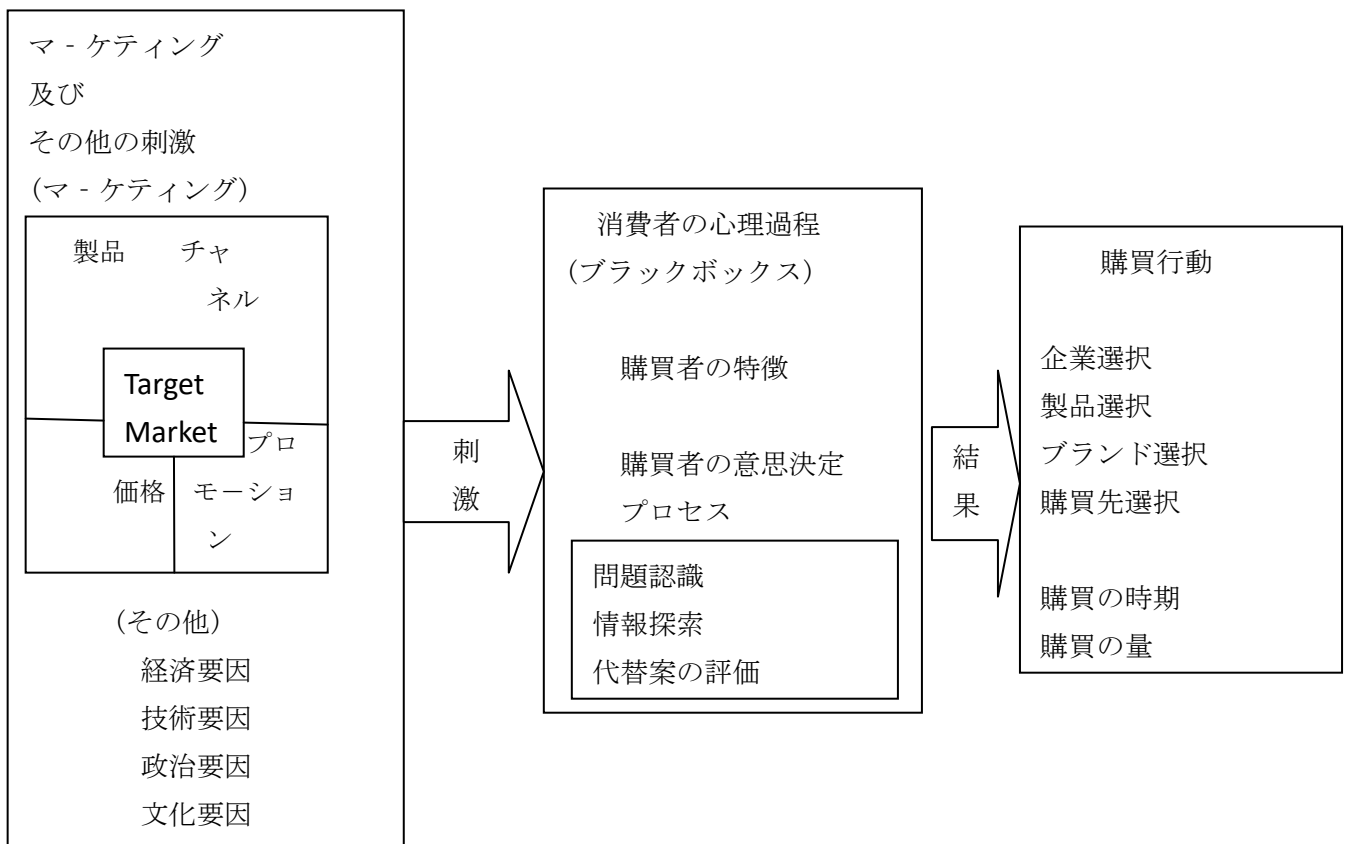 マ‐ケティング
及び
その他の刺激
(マ‐ケティング)
製品 チャ
ネル
Target
Market
価格
プロ
モーショ
ン
(その他)
経済要因
技術要因
政治要因
文化要因
刺
激
消費者の心理過程
(ブラックボックス)
購買者の特徴
購買者の意思決定
プロセス
問題認識
情報探索
代替案の評価
結
果
購買行動
企業選択
製品選択
ブランド選択
購買先選択
購買の時期
購買の量